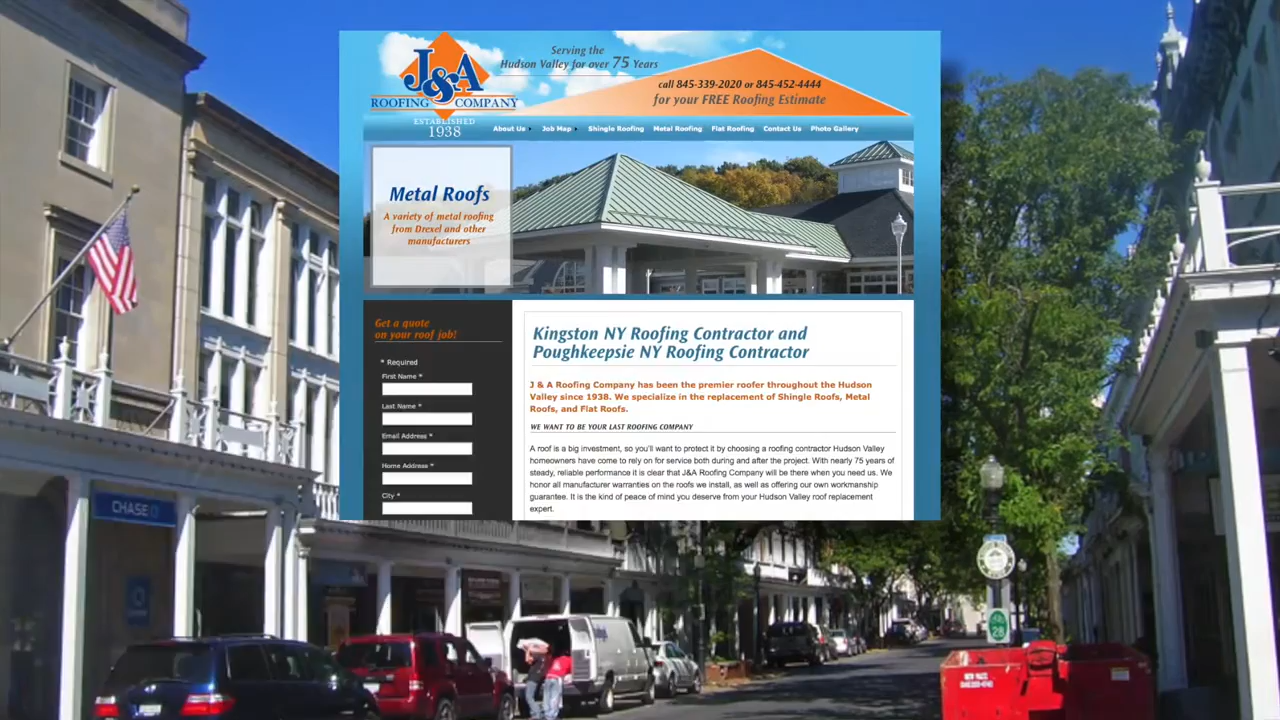 J&A
ROOFING COMPANY
ESTABLISHED
1938
Serving the
Hudson Valley for over 75 Years
call 845-339-2020 or 845-452-4444
for your FREE Roofing Estimate
About Us Job Map Shingle Roofing Metal Roofing Flat Roofing Contact Us Photo Gallery
Metal Roofs
A variety of metal roofing
from Drexel and other
manufacturers
Get a quote
on your roof job!
* Required
First Name *
Last Name *
Email Address *
Home Address *
City *
Kingston NY Roofing Contractor and
Poughkeepsie NY Roofing Contractor
J & A Roofing Company has been the premier roofer throughout the Hudson
Valley since 1938. We specialize in the replacement of Shingle Roofs, Metal
Roofs, and Flat Roofs.
WE WANT TO BE YOUR LAST ROOFING COMPANY
A roof is a big investment, so you'll want to protect it by choosing a roofing contractor Hudson Valley
homeowners have come to rely on for service both during and after the project. With nearly 75 years of
steady, reliable performance it is clear that J&A Roofing Company will be there when you need us. We
honor all manufacturer warranties on the roofs we install, as well as offering our own workmanship
guarantee. It is the kind of peace of mind you deserve from your Hudson Valley roof replacement
expert.
CHASE
28